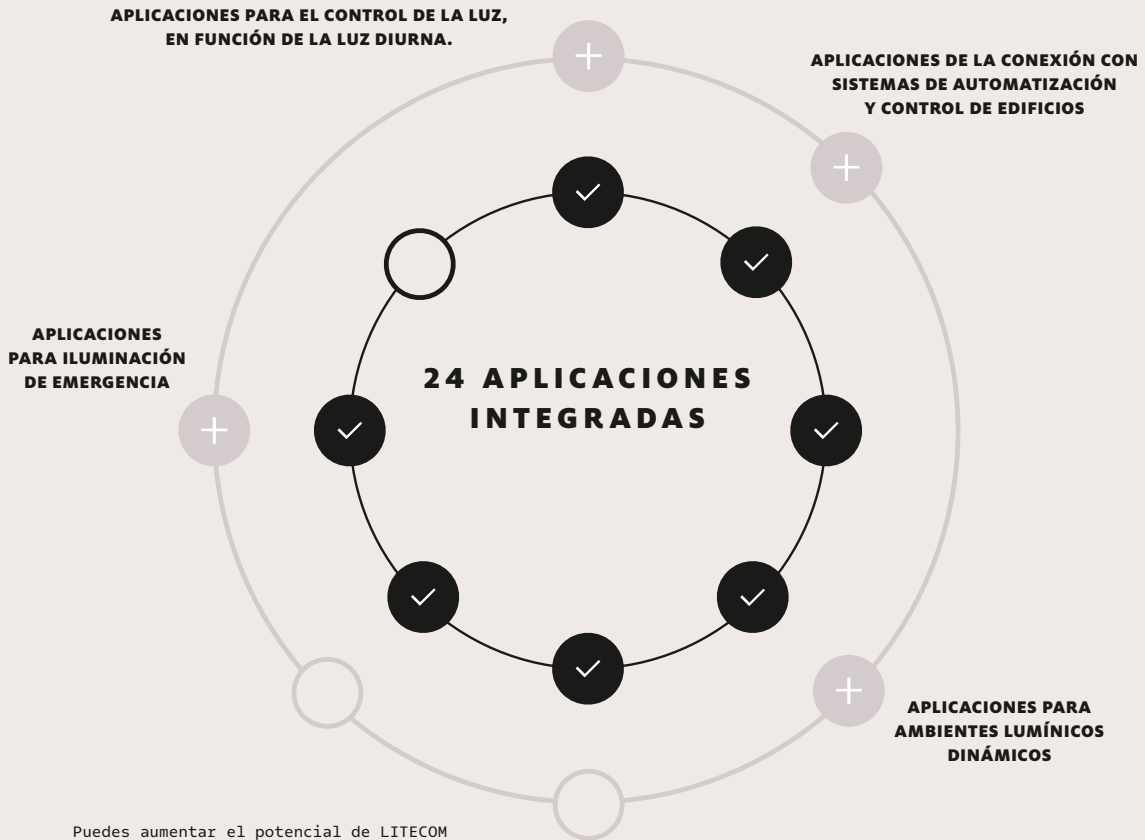 APLICACIONES PARA EL CONTROL DE LA LUZ,
EN FUNCIÓN DE LA LUZ DIURNA.
APLICACIONES DE LA CONEXIÓN CON
SISTEMAS DE AUTOMATIZACIÓN
Y CONTROL DE EDIFICIOS
APLICACIONES
PARA ILUMINACIÓN
DE EMERGENCIA
24 APLICACIONES
INTEGRADAS
APLICACIONES PARA
AMBIENTES LUMÍNICOS
DINÁMICOS
Puedes aumentar el potencial de LITECOM